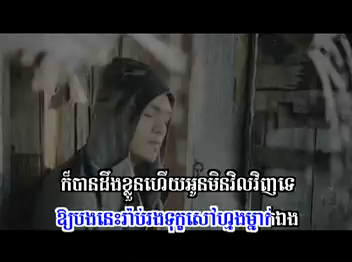 ក៏បានដឹងខ្លួនហើយអូនមិនវិលវិញទេ
ឱ្យបងនេះរ៉ាប់រងទុក្ខសៅហ្មងម្នាក់ឯង